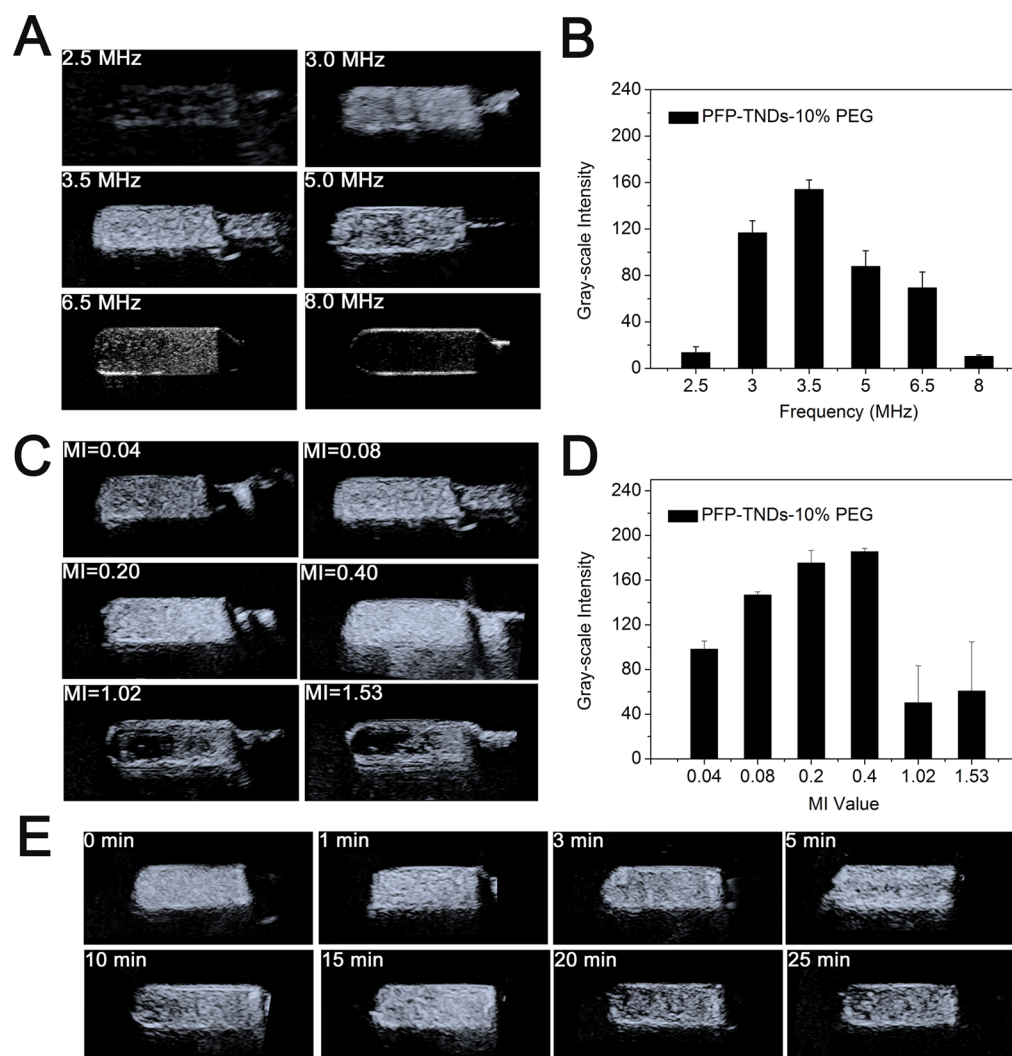 A
2.5 MHz
3.0 MHz
3.5 MHz
5.0 MHz
6.5 MHz
8.0 MHz
B
240
200
160
120
80
40
0
PFP-TNDs-10% PEG
Gray-scale Intensity
2.5 3 3.5 5 6.5 8
Frequency (MHz)
C
MI=0.04
MI=0.08
MI=0.20
MI=0.40
MI=1.02
MI=1.53
D
240
200
160
120
80
40
0
PFP-TNDs-10% PEG
Gray-scale Intensity
0.04 0.08 0.2 0.4 1.02 1.53
MI Value
E
0 min
1 min
3 min
5 min
10 min
15 min
20 min
25 min